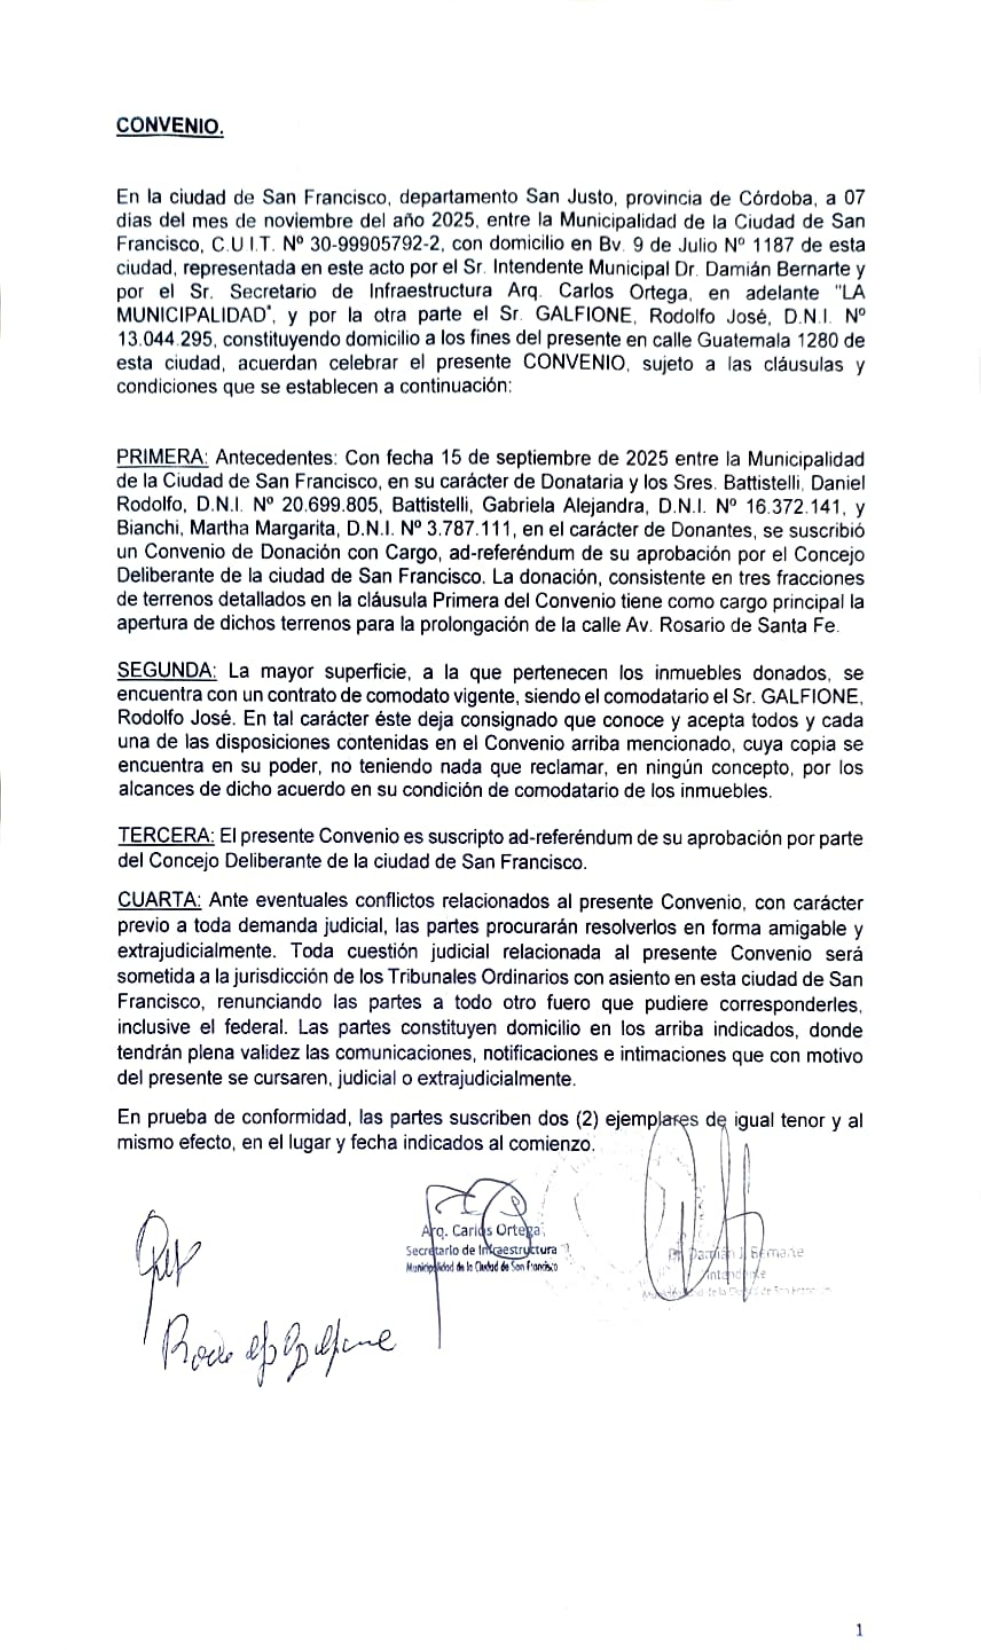 CONVENIO.
En la ciudad de San Francisco, departamento San Justo, provincia de Córdoba, a 07
días del mes de noviembre del año 2025, entre la Municipalidad de la Ciudad de San
Francisco, C.U.I.T. Nº 30-99905792-2, con domicilio en Bv. 9 de Julio Nº 1187 de esta
ciudad, representada en este acto por el Sr. Intendente Municipal Dr. Damián Bernarte y
por el Sr. Secretario de Infraestructura Arq. Carlos Ortega, en adelante "LA
MUNICIPALIDAD", y por la otra parte el Sr. GALFIONE, Rodolfo José, D.N.I. Nº
13.044.295, constituyendo domicilio a los fines del presente en calle Guatemala 1280 de
esta ciudad, acuerdan celebrar el presente CONVENIO, sujeto a las cláusulas y
condiciones que se establecen a continuación:
PRIMERA: Antecedentes: Con fecha 15 de septiembre de 2025 entre la Municipalidad
de la Ciudad de San Francisco, en su carácter de Donataria y los Sres. Battistelli, Daniel
Rodolfo, D.N.I. Nº 20.699.805, Battistelli, Gabriela Alejandra, D.N.I. Nº 16.372.141, y
Bianchi, Martha Margarita, D.N.I. Nº 3.787.111, en el carácter de Donantes, se suscribió
un Convenio de Donación con Cargo, ad-referéndum de su aprobación por el Concejo
Deliberante de la ciudad de San Francisco. La donación, consistente en tres fracciones
de terrenos detallados en la cláusula Primera del Convenio tiene como cargo principal la
apertura de dichos terrenos para la prolongación de la calle Av. Rosario de Santa Fe.
SEGUNDA: La mayor superficie, a la que pertenecen los inmuebles donados, se
encuentra con un contrato de comodato vigente, siendo el comodatario el Sr. GALFIONE,
Rodolfo José. En tal carácter éste deja consignado que conoce y acepta todos y cada
una de las disposiciones contenidas en el Convenio arriba mencionado, cuya copia se
encuentra en su poder, no teniendo nada que reclamar, en ningún concepto, por los
alcances de dicho acuerdo en su condición de comodatario de los inmuebles.
TERCERA: El presente Convenio es suscripto ad-referéndum de su aprobación por parte
del Concejo Deliberante de la ciudad de San Francisco.
CUARTA: Ante eventuales conflictos relacionados al presente Convenio, con carácter
previo a toda demanda judicial, las partes procurarán resolverlos en forma amigable y
extrajudicialmente. Toda cuestión judicial relacionada al presente Convenio será
sometida a la jurisdicción de los Tribunales Ordinarios con asiento en esta ciudad de San
Francisco, renunciando las partes a todo otro fuero que pudiere corresponderles,
inclusive el federal. Las partes constituyen domicilio en los arriba indicados, donde
tendrán plena validez las comunicaciones, notificaciones e intimaciones que con motivo
del presente se cursaren, judicial o extrajudicialmente.
En prueba de conformidad, las partes suscriben dos (2) ejemplares de igual tenor y al
mismo efecto, en el lugar y fecha indicados al comienzo.
Arq. Carlos Ortega
Secretario de Infraestructura
Municipalidad de la Ciudad de San Francisco
Intendente
1